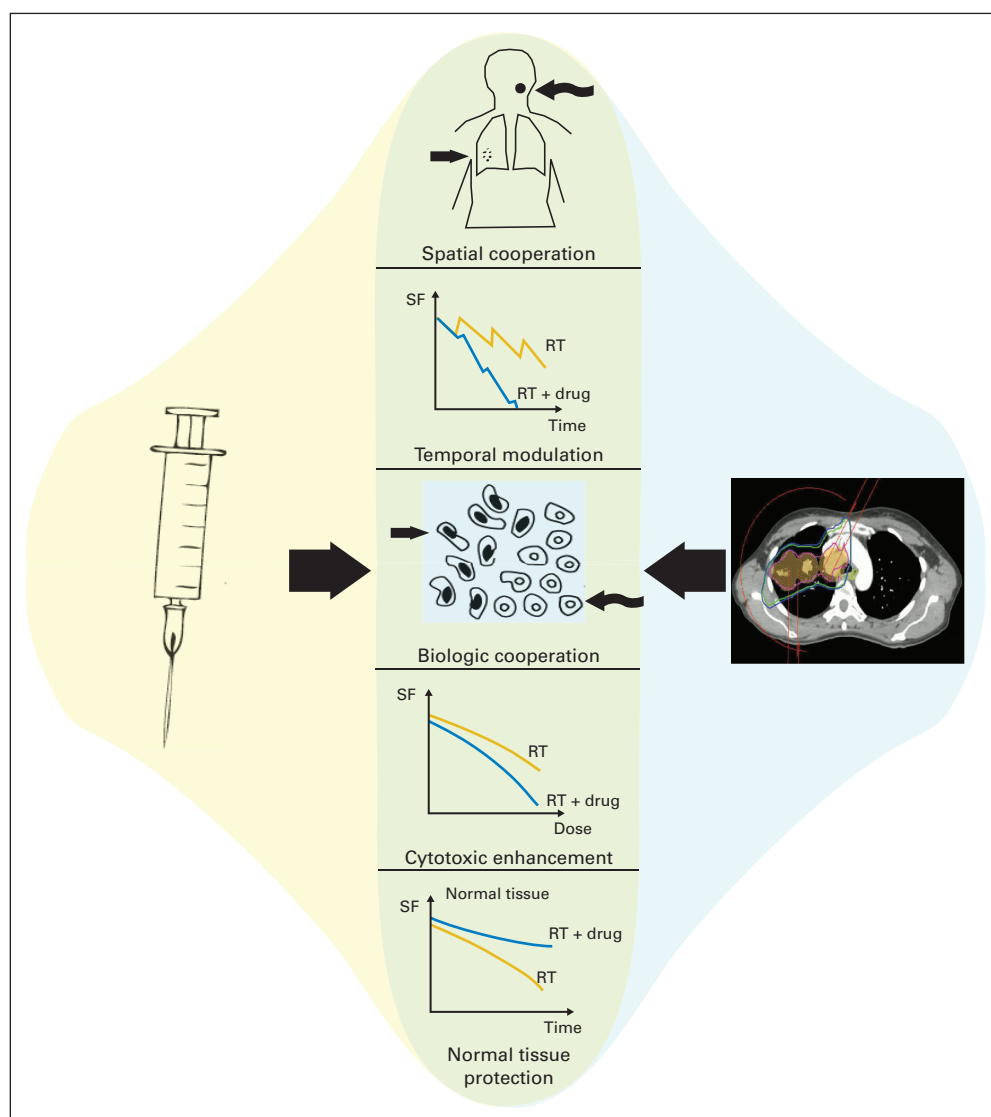 Spatial cooperation
SF
RT
RT + drug
Time
Temporal modulation
Biologic cooperation
SF
RT
RT + drug
Dose
Cytotoxic enhancement
Normal tissue
SF
RT + drug
RT
Time
Normal tissue
protection